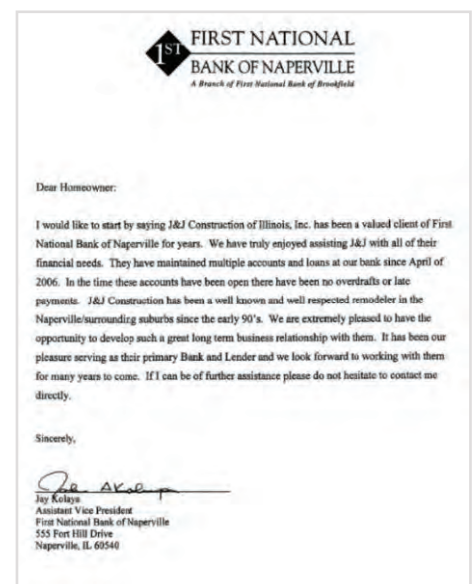 1ST
FIRST NATIONAL
BANK OF NAPERVILLE
A Branch of First National Bank of Brookfield
Dear Homeowner:
I would like to start by saying J&J Construction of Illinois, Inc. has been a valued client of First
National Bank of Naperville for years. We have truly enjoyed assisting J&J with all of their
financial needs. They have maintained multiple accounts and loans at our bank since April of
2006. In the time these accounts have been open there have been no overdrafts or late
payments. J&J Construction has been a well known and well respected remodeler in the
Naperville/surrounding suburbs since the early 90's. We are extremely pleased to have the
opportunity to develop such a great long term business relationship with them. It has been our
pleasure serving as their primary Bank and Lender and we look forward to working with them
for many years to come. If I can be of further assistance please do not hesitate to contact me
directly.
Sincerely,
Jay Kolaya
Assistant Vice President
First National Bank of Naperville
555 Fort Hill Drive
Naperville, IL 60540